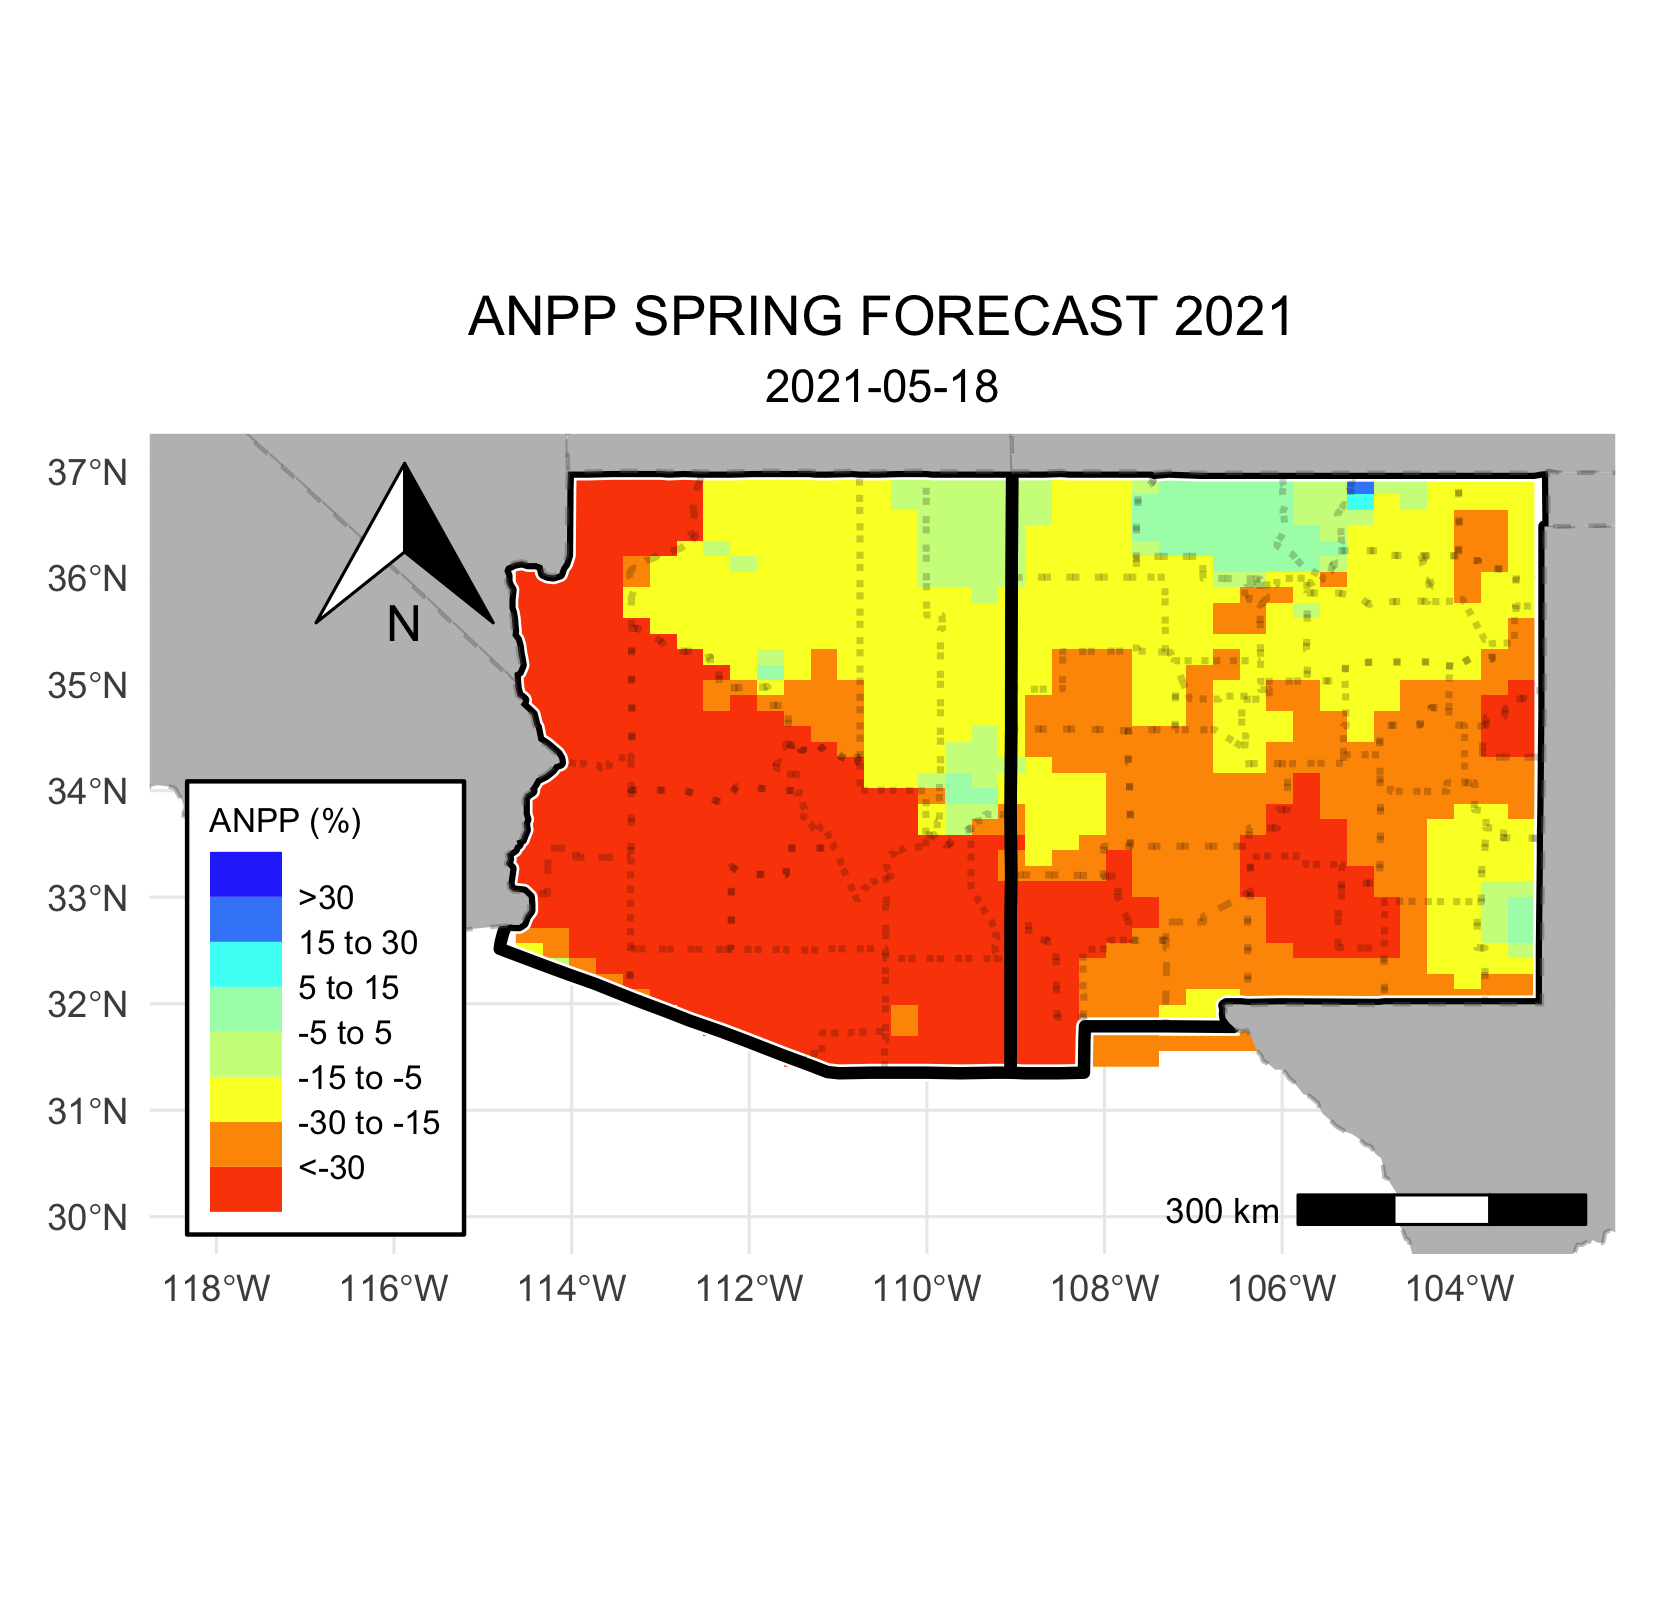 ANPP SPRING FORECAST 2021
2021-05-18
37°N
36°N
35°N
34°N
33°N
32°N
31°N
30°N
N
ANPP (%)
>30
15 to 30
5 to 15
-5 to 5
-15 to -5
-30 to -15
<-30
300 km
118°W 116°W 114°W 112°W 110°W 108°W 106°W 104°W